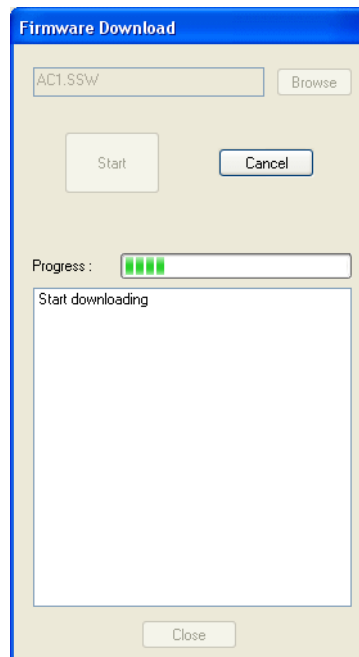 Firmware Download
AC1.SSW
Browse
Start
Cancel
Progress :
Start downloading
Close